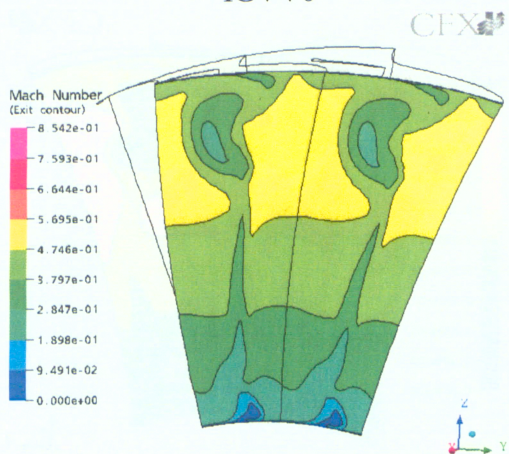 CFX
Mach Number
(Exit contour)
8 542e-01
7.593e-01
6.644e-01
5.695e-01
4.746e-01
3.797e-01
2.847e-01
1.898e-01
9.491e-02
0.000e+00
Z
X
Y